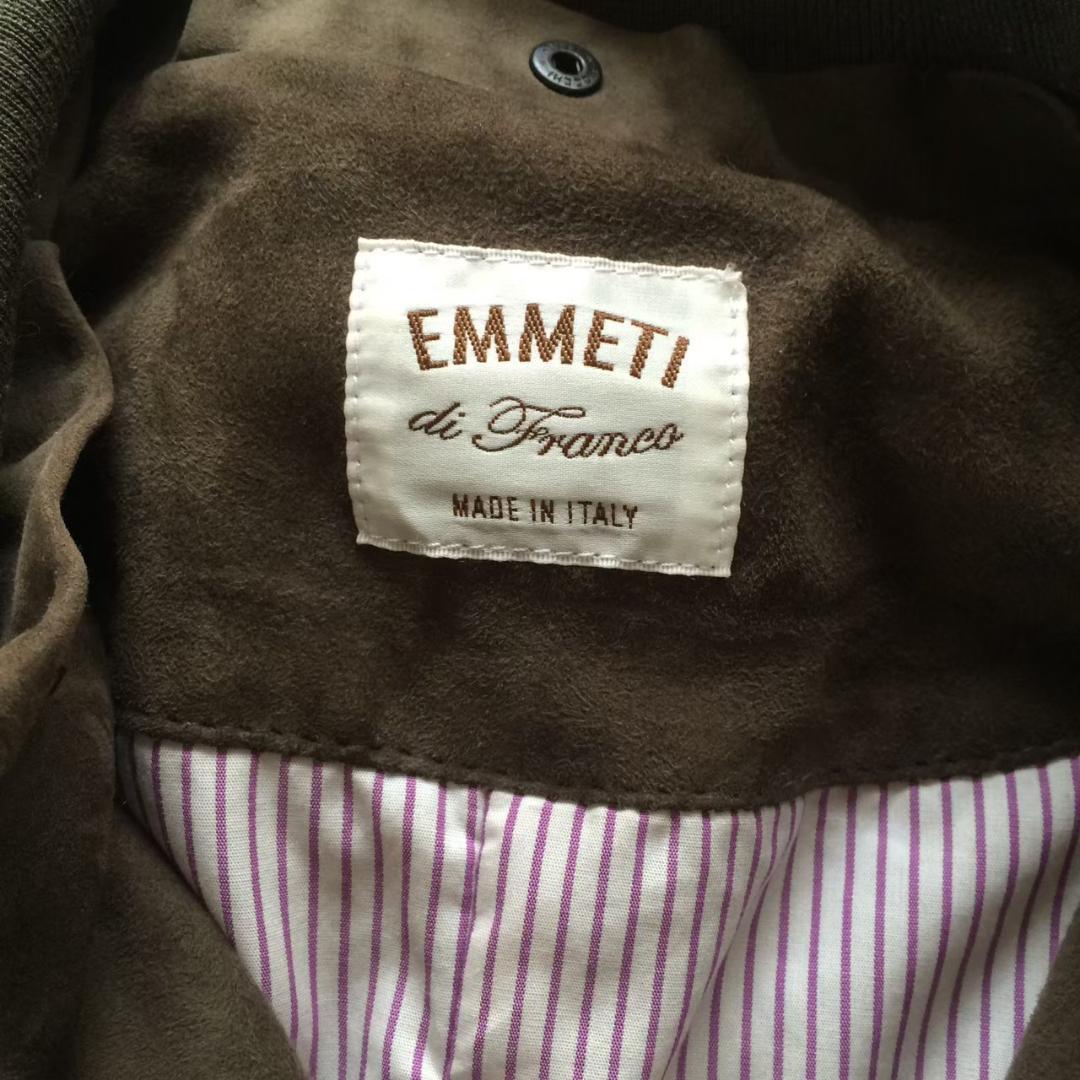 EMMETI
di Franco
MADE IN ITALY